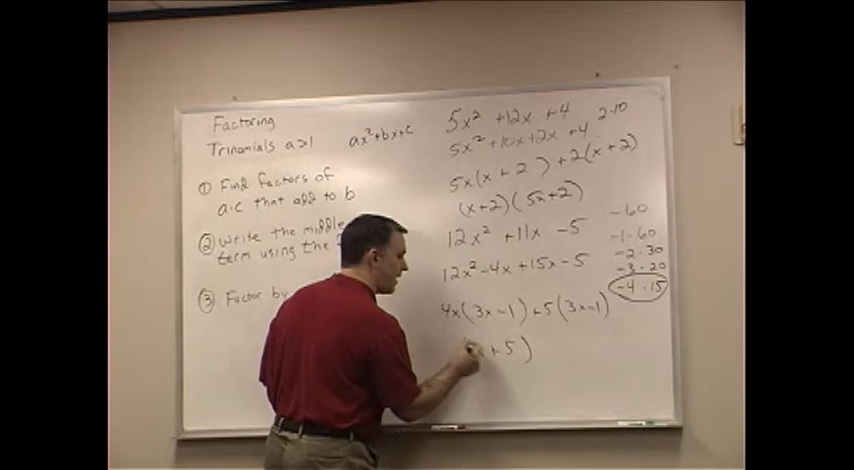 Factoring
Trinomials a>1 ax²+bx+c
① Find factors of
a·c that add to b
② Write the middle
term using the
③ Factor by
5x² +12x +4 2·10
5x² +10x+2x +4
5x(x+2) +2(x+2)
(x+2)(5x+2)
12x² +11x -5
12x² -4x +15x -5
4x(3x-1)+5(3x-1)
x+5)
-60
-1·60
-2·30
-3·20
-4·15